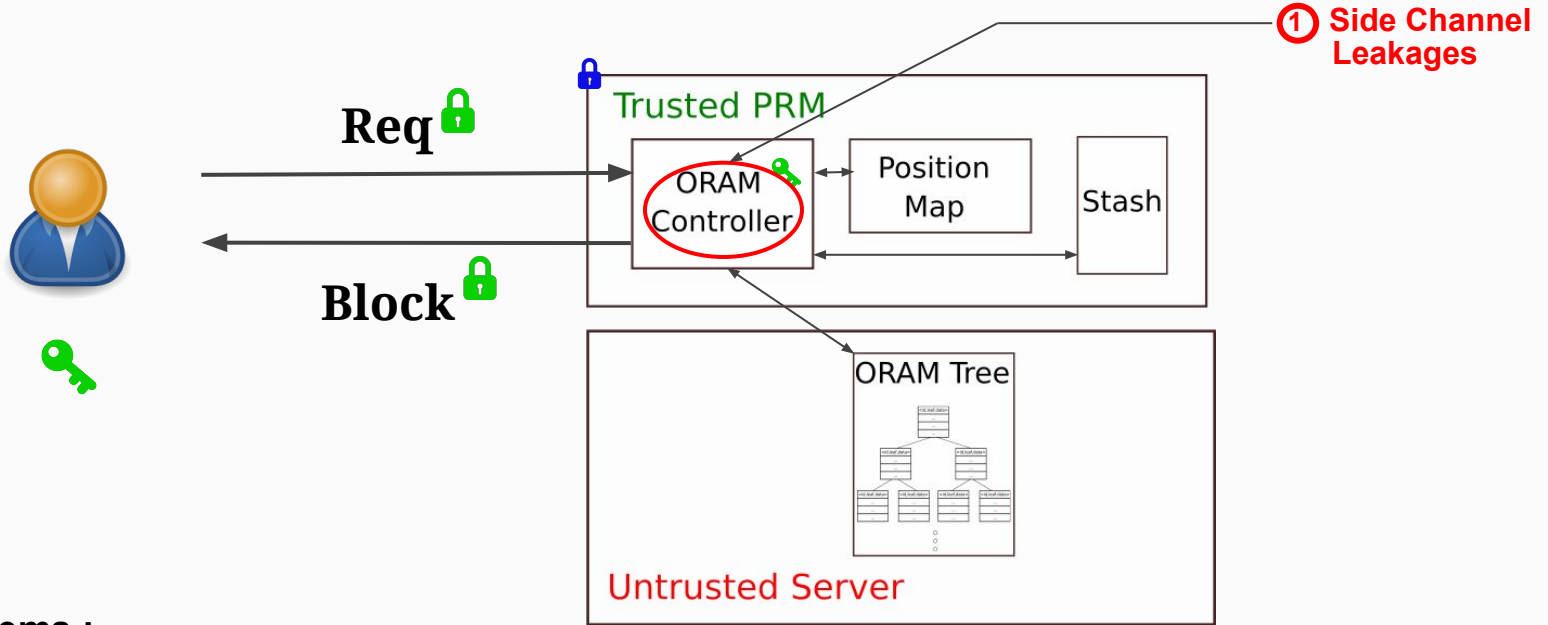 1 Side Channel
Leakages
Trusted PRM
Req
ORAM
Controller
Position
Map
Stash
Block
ORAM Tree
Untrusted Server